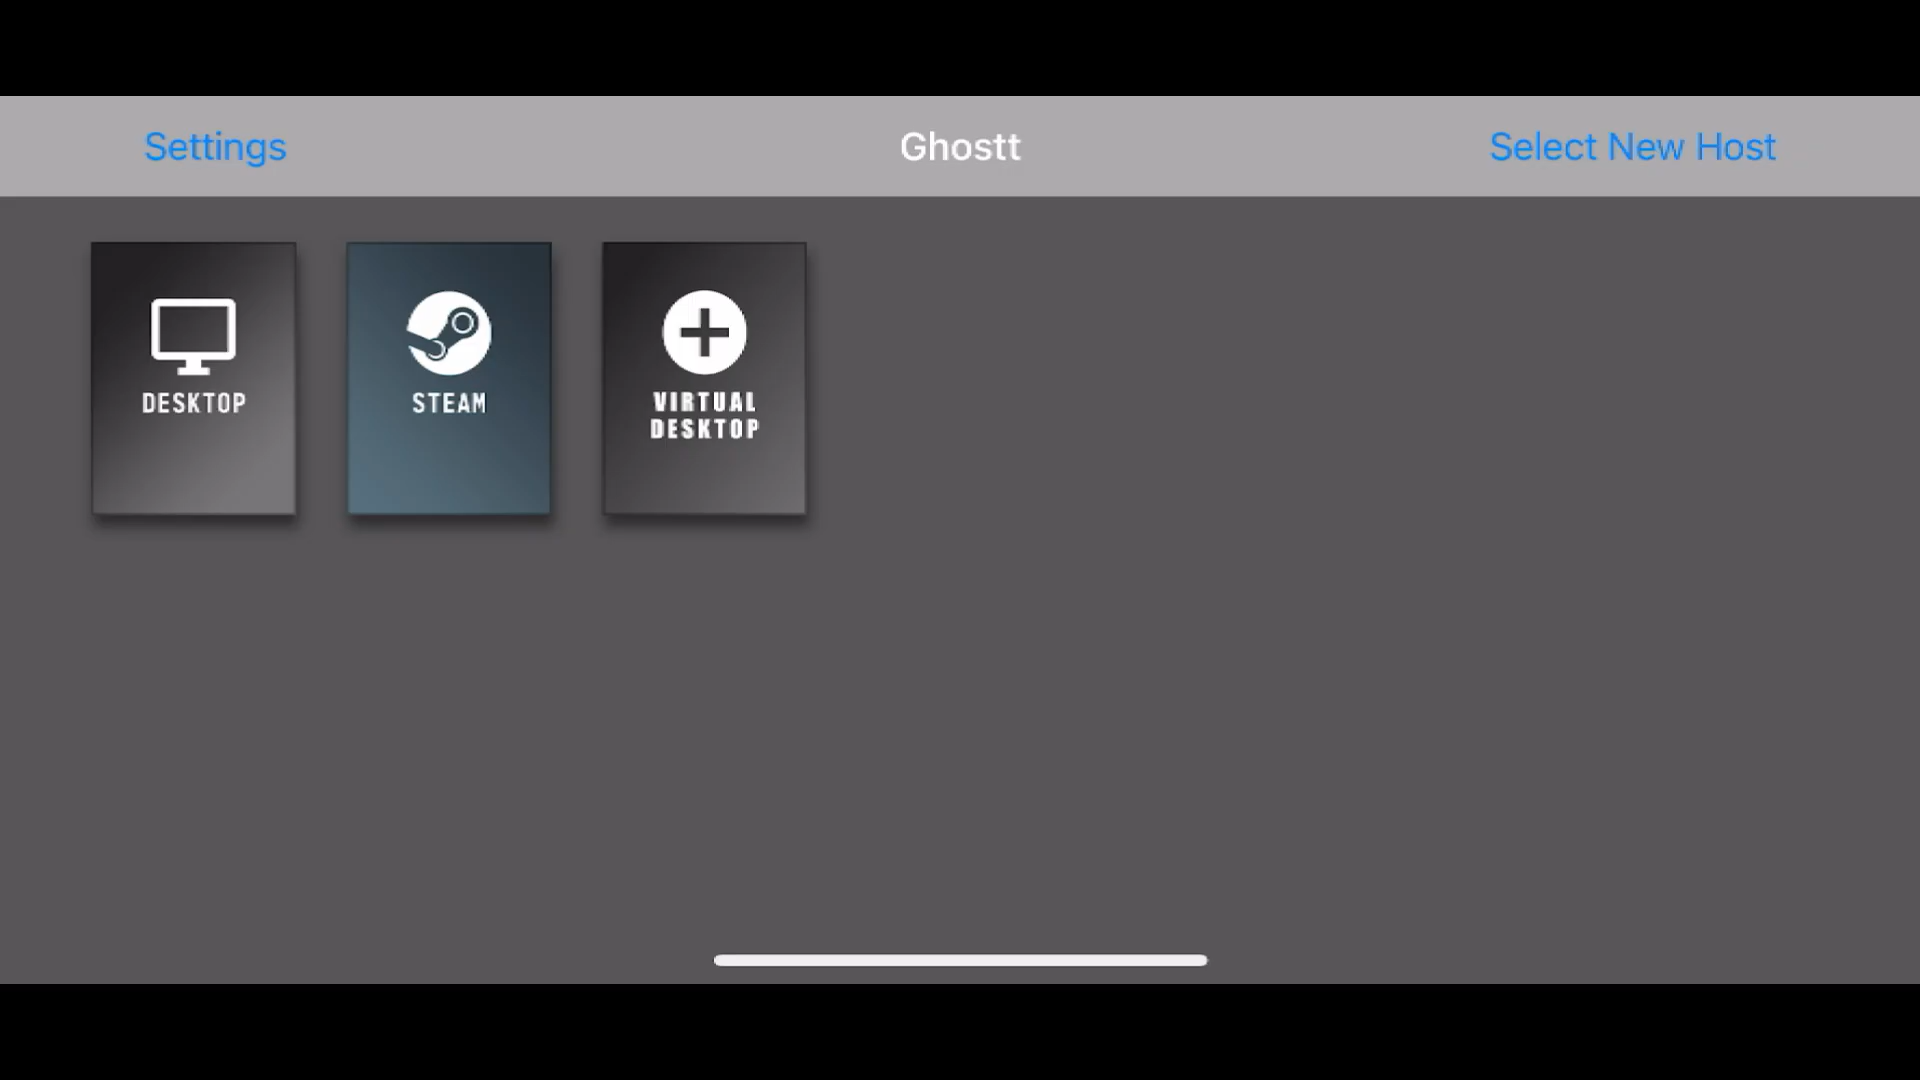 Settings
Ghostt
Select New Host
DESKTOP
STEAM
VIRTUAL
DESKTOP